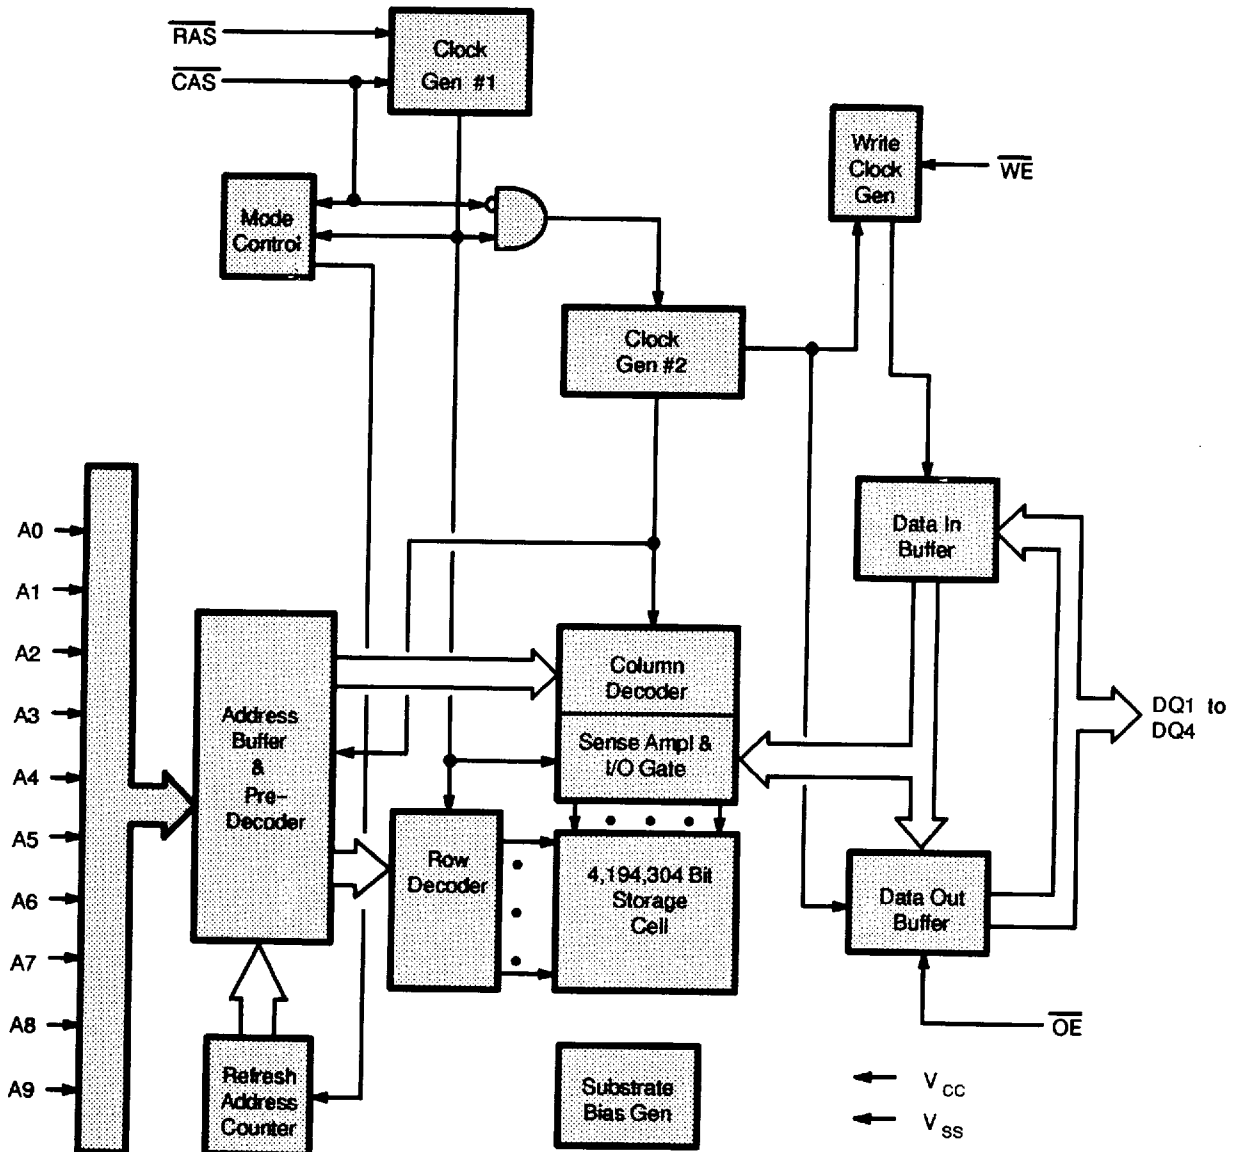 RAS
CAS
Clock
Gen #1
Write
Clock
Gen
WE
Mode
Control
Clock
Gen #2
A0
A1
A2
A3
A4
A5
A6
A7
A8
A9
Data In
Buffer
Address
Buffer
&
Pre-
Decoder
Column
Decoder
Sense Ampl &
I/O Gate
DQ1 to
DQ4
Row
Decoder
4,194,304 Bit
Storage
Cell
Data Out
Buffer
OE
Refresh
Address
Counter
Substrate
Bias Gen
V CC
V SS